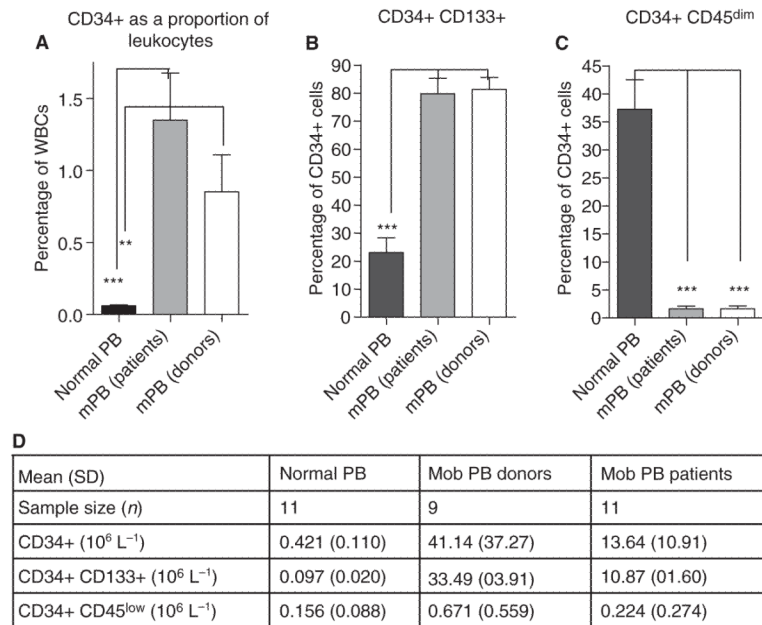 CD34+ as a proportion of
leukocytes
A
Percentage of WBCs
1.5
1.0
0.5
0.0
**
***
Normal PB
mPB (patients)
mPB (donors)
CD34+ CD133+
B
Percentage of CD34+ cells
90
80
70
60
50
40
30
20
10
0
***
Normal PB
mPB (patients)
mPB (donors)
CD34+ CD45dim
C
Percentage of CD34+ cells
45
40
35
30
25
20
15
10
5
0
***
***
Normal PB
mPB (patients)
mPB (donors)
D
Mean (SD) Normal PB Mob PB donors Mob PB patients
Sample size (n) 11 9 11
CD34+ (10⁶ L⁻¹) 0.421 (0.110) 41.14 (37.27) 13.64 (10.91)
CD34+ CD133+ (10⁶ L⁻¹) 0.097 (0.020) 33.49 (03.91) 10.87 (01.60)
CD34+ CD45low (10⁶ L⁻¹) 0.156 (0.088) 0.671 (0.559) 0.224 (0.274)